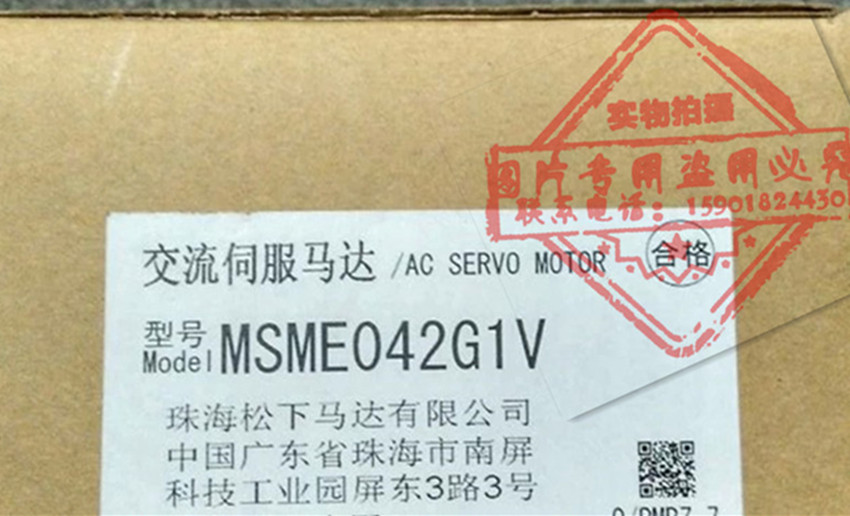 实物拍摄
图片专用盗用必究
联系电话：15901824430
交流伺服马达 /AC SERVO MOTOR
合格
型号
Model MSME042G1V
珠海松下马达有限公司
中国广东省珠海市南屏
科技工业园屏东3路3号